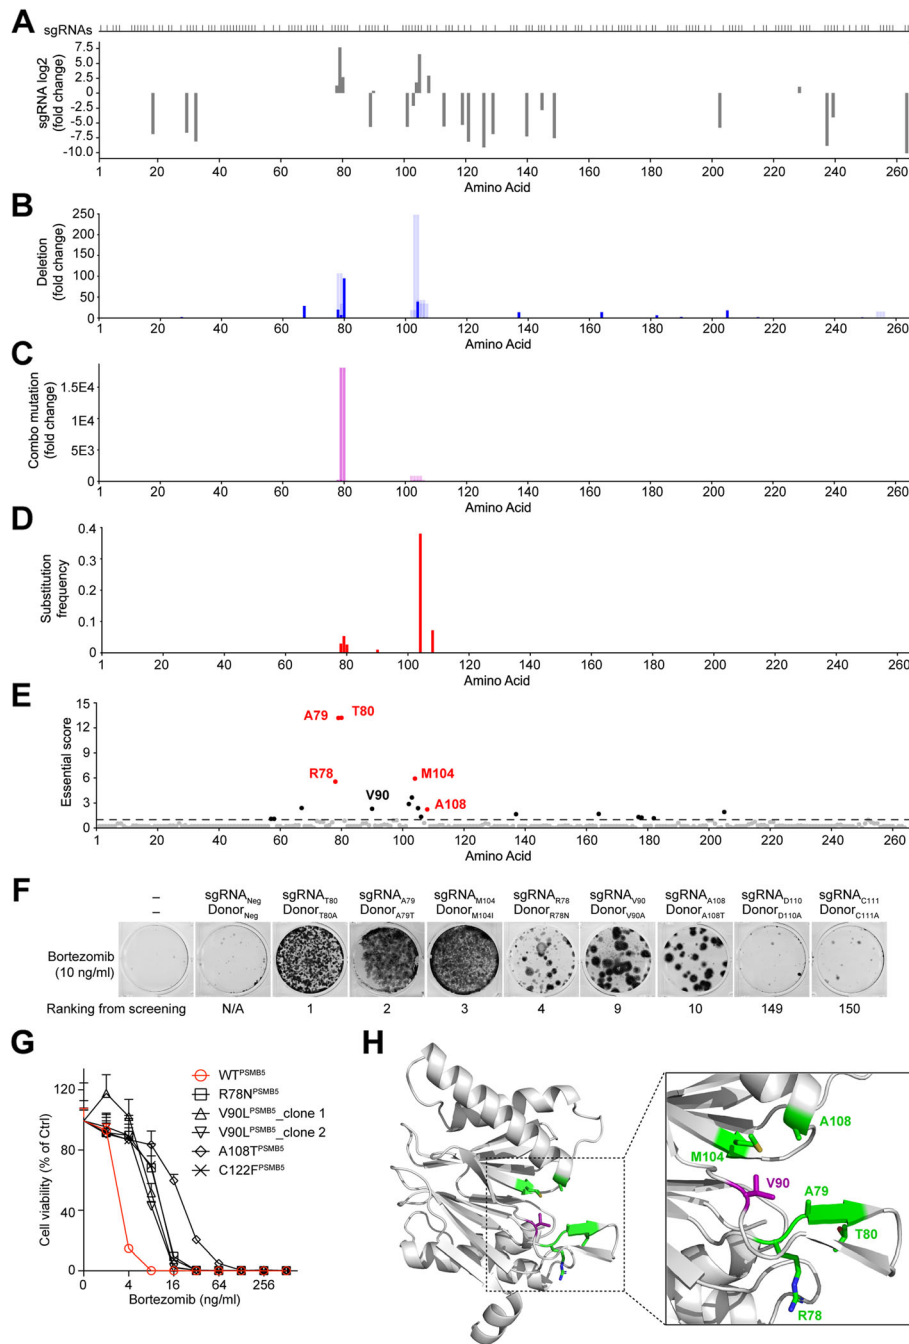 A
sgRNAs
sgRNA log2
(fold change)
7.5
5.0
2.5
0.0
-2.5
-5.0
-7.5
-10.0
1 20 40 60 80 100 120 140 160 180 200 220 240 260
Amino Acid
B
Deletion
(fold change)
250
200
150
100
50
0
1 20 40 60 80 100 120 140 160 180 200 220 240 260
Amino Acid
C
Combo mutation
(fold change)
1.5E4
1E4
5E3
0
1 20 40 60 80 100 120 140 160 180 200 220 240 260
Amino Acid
D
Substitution
frequency
0.4
0.3
0.2
0.1
0
1 20 40 60 80 100 120 140 160 180 200 220 240 260
Amino Acid
E
Essential score
15
12
9
6
3
0
A79 T80
R78 M104
V90 A108
1 20 40 60 80 100 120 140 160 180 200 220 240 260
Amino Acid
F
– sgRNANeg sgRNAT80 sgRNAA79 sgRNAM104 sgRNAR78 sgRNAV90 sgRNAA108 sgRNAD110 sgRNAC111
– DonorNeg DonorT80A DonorA79T DonorM104I DonorR78N DonorV90A DonorA108T DonorD110A DonorC111A
Bortezomib
(10 ng/ml)
Ranking from screening N/A 1 2 3 4 9 10 149 150
G
Cell viability (% of Ctrl)
120
80
40
0
0 4 16 64 256
Bortezomib (ng/ml)
WTPSMB5
R78NPSMB5
V90LPSMB5_clone 1
V90LPSMB5_clone 2
A108TPSMB5
C122FPSMB5
H
A108
M104
V90
A79
T80
R78